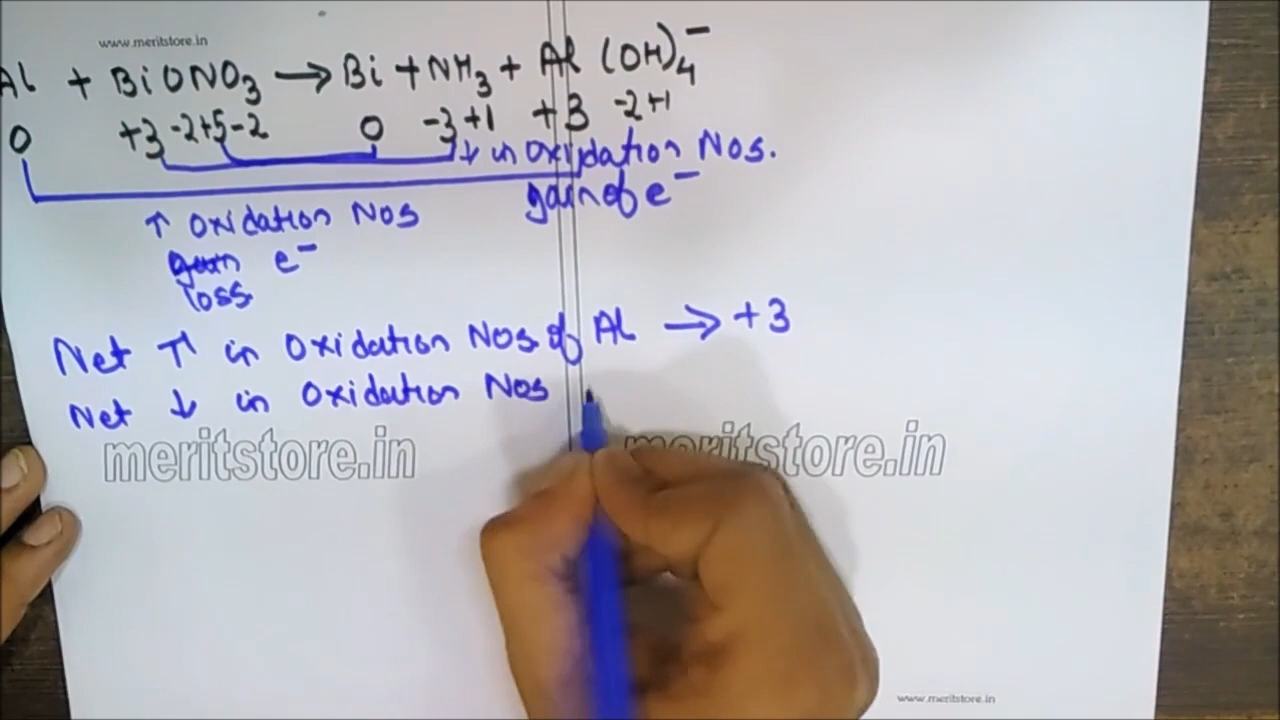 www.meritstore.in
Al + BiONO3 → Bi + NH3 + Al (OH)4-
0 +3 -2+5-2 0 -3+1 +3 -2+1
↓ in oxidation Nos.
gain of e-
↑ oxidation Nos
gain e-
loss
Net ↑ in oxidation Nos of Al → +3
Net ↓ in oxidation Nos
meritstore.in meritstore.in
www.meritstore.in